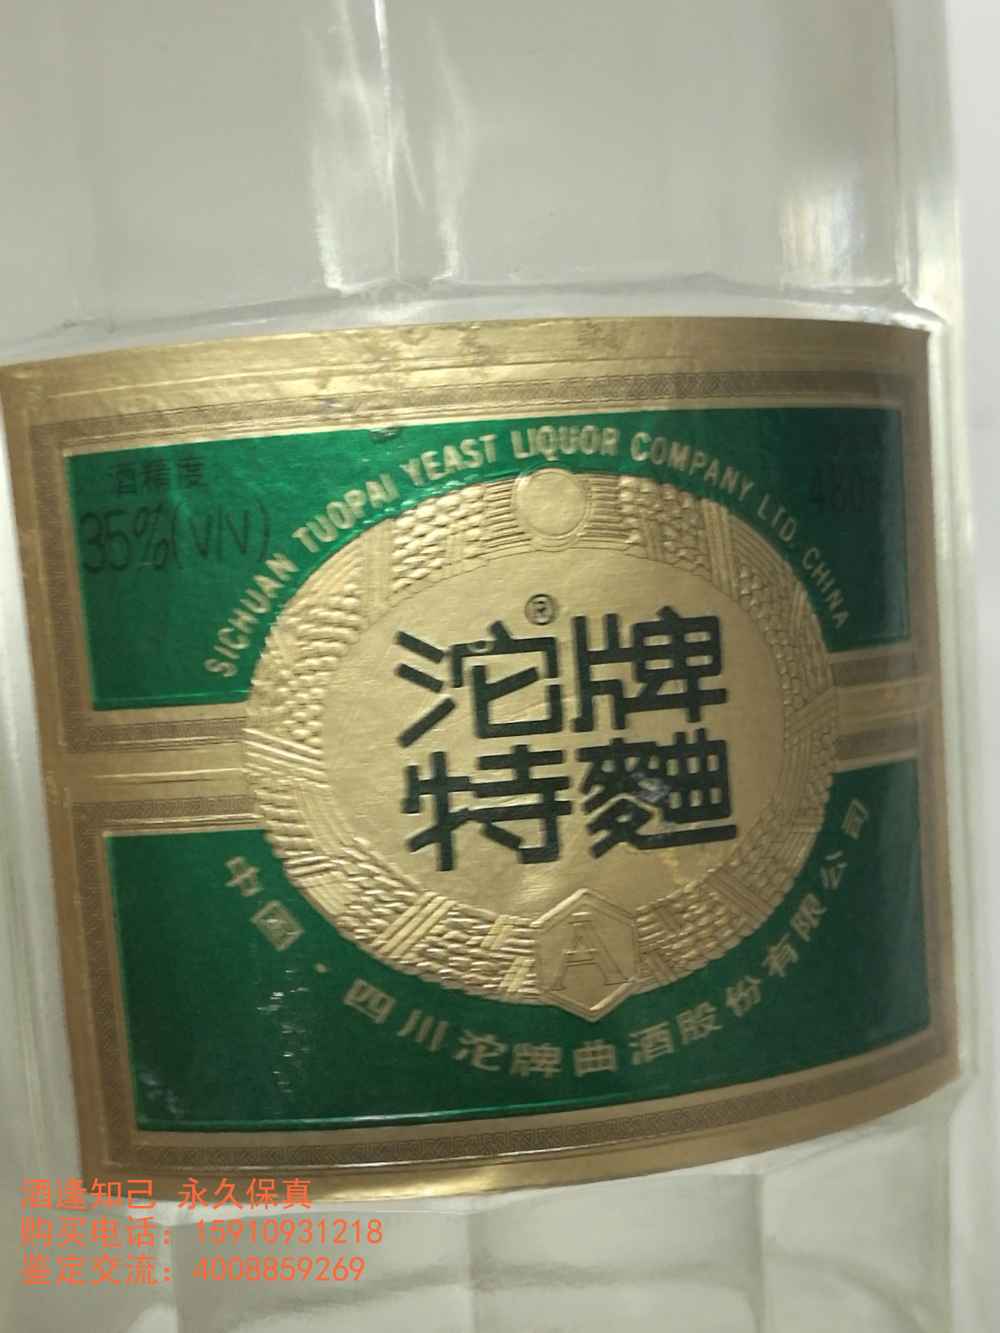 SICHUAN TUOPAI YEAST LIQUOR COMPANY LTD. CHINA
酒精度
35%(V/V)
480
®
沱牌
特麯
A
中国·四川沱牌曲酒股份有限公司
酒逢知己 永久保真
购买电话：15910931218
鉴定交流：4008859269